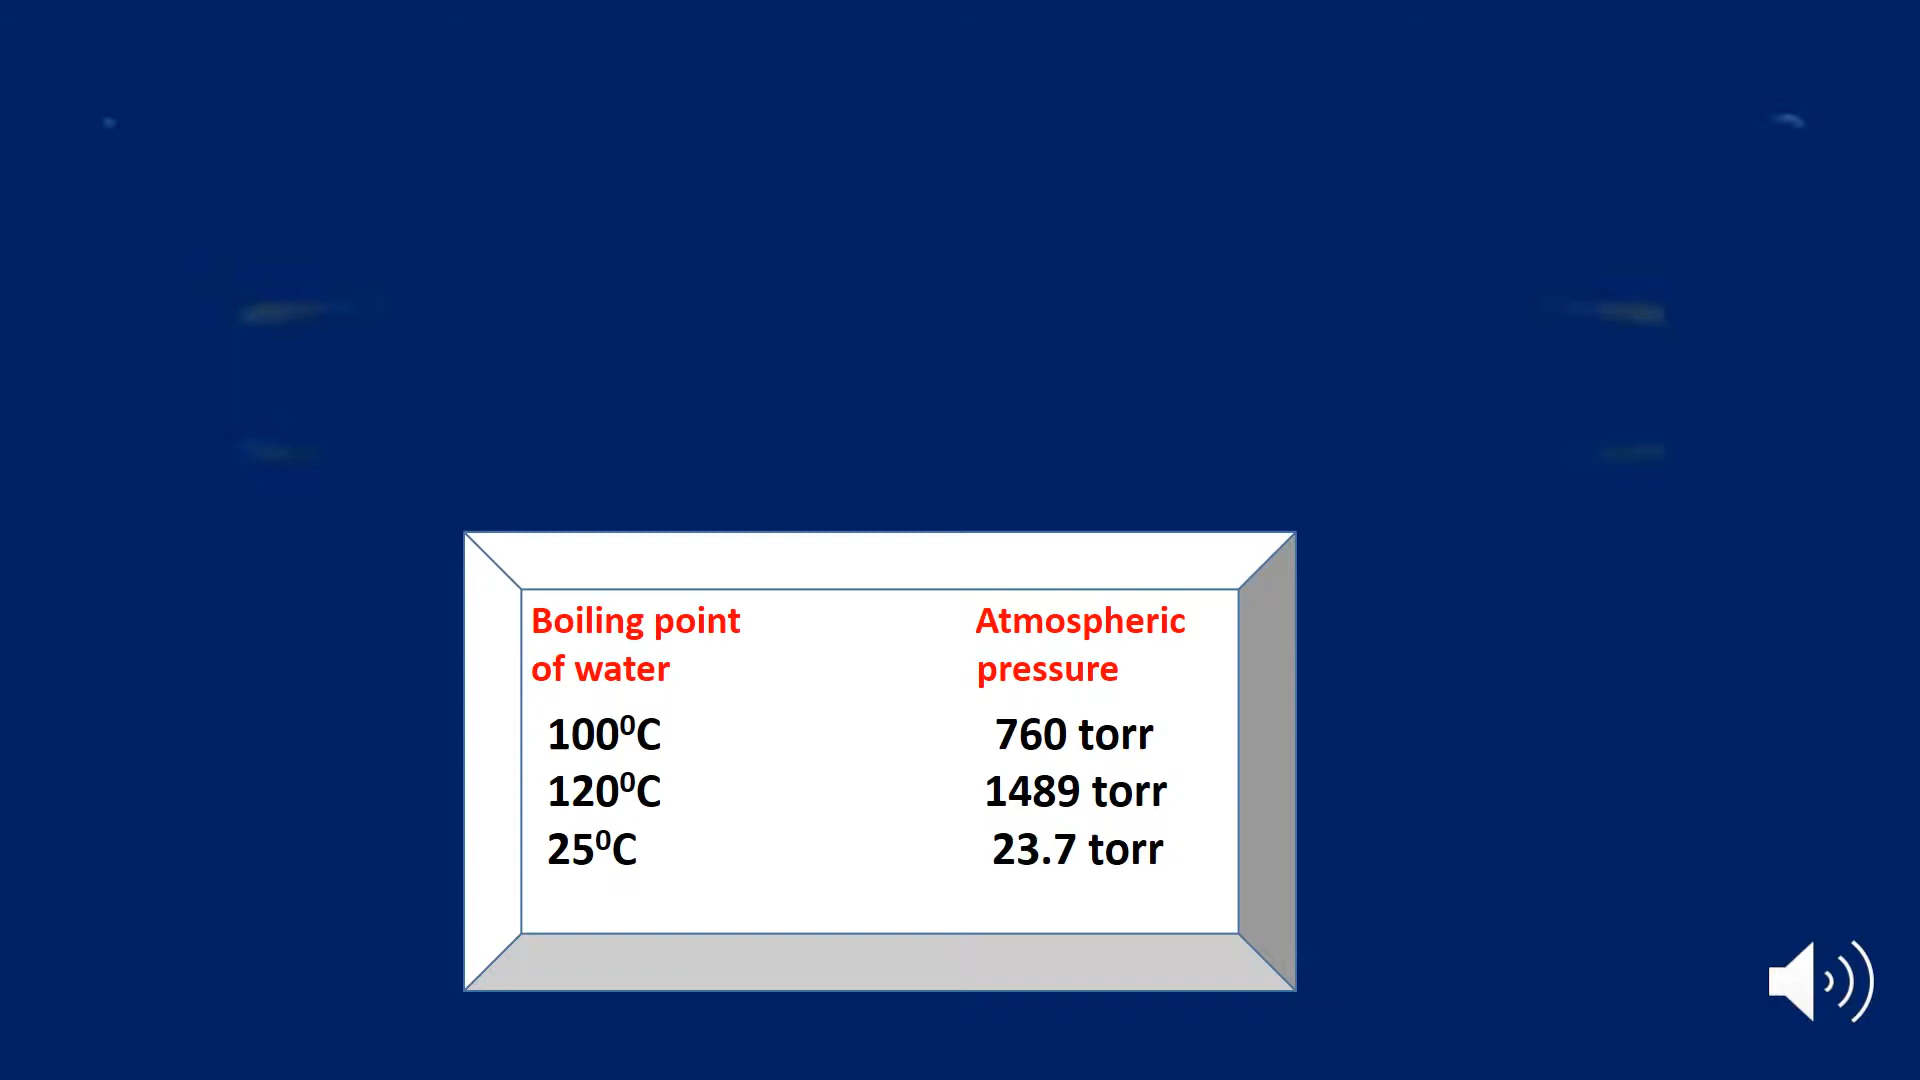 Boiling point Atmospheric
of water pressure
100⁰C 760 torr
120⁰C 1489 torr
25⁰C 23.7 torr